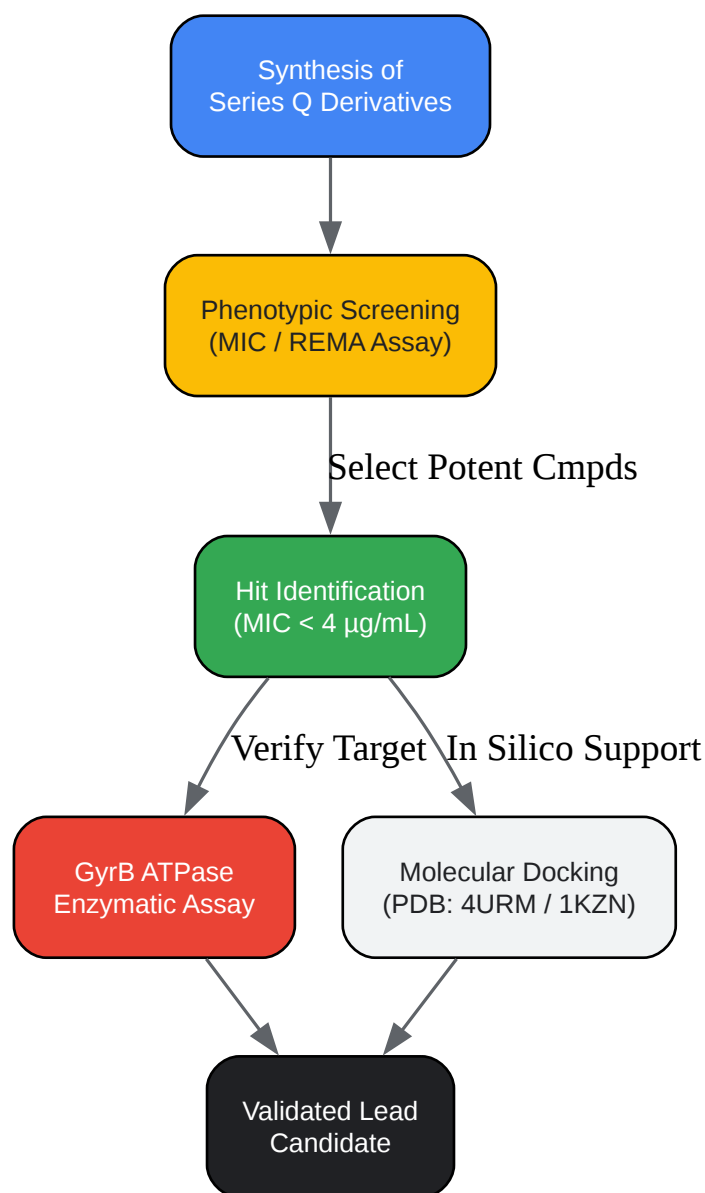 Synthesis of
Series Q Derivatives
Phenotypic Screening
(MIC / REMA Assay)
Select Potent Cmpds
Hit Identification
(MIC < 4 µg/mL)
Verify Target
In Silico Support
GyrB ATPase
Enzymatic Assay
Molecular Docking
(PDB: 4URM / 1KZN)
Validated Lead
Candidate